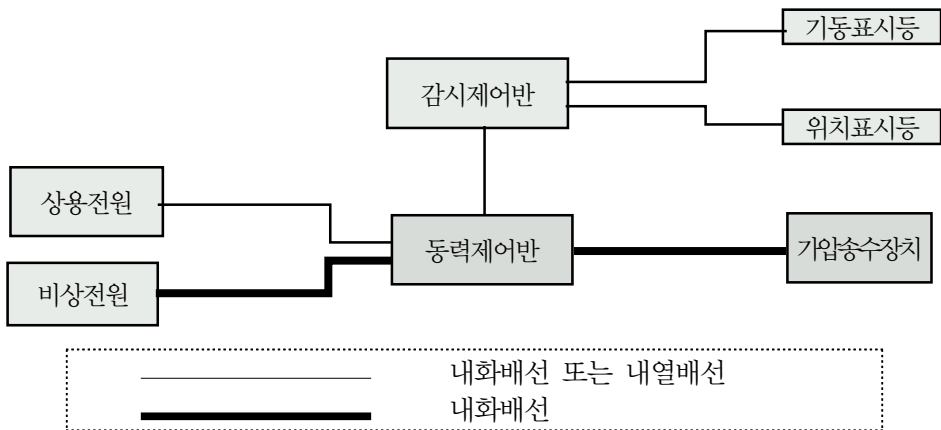 기동표시등
감시제어반
위치표시등
상용전원
동력제어반
가압송수장치
비상전원
내화배선 또는 내열배선
내화배선